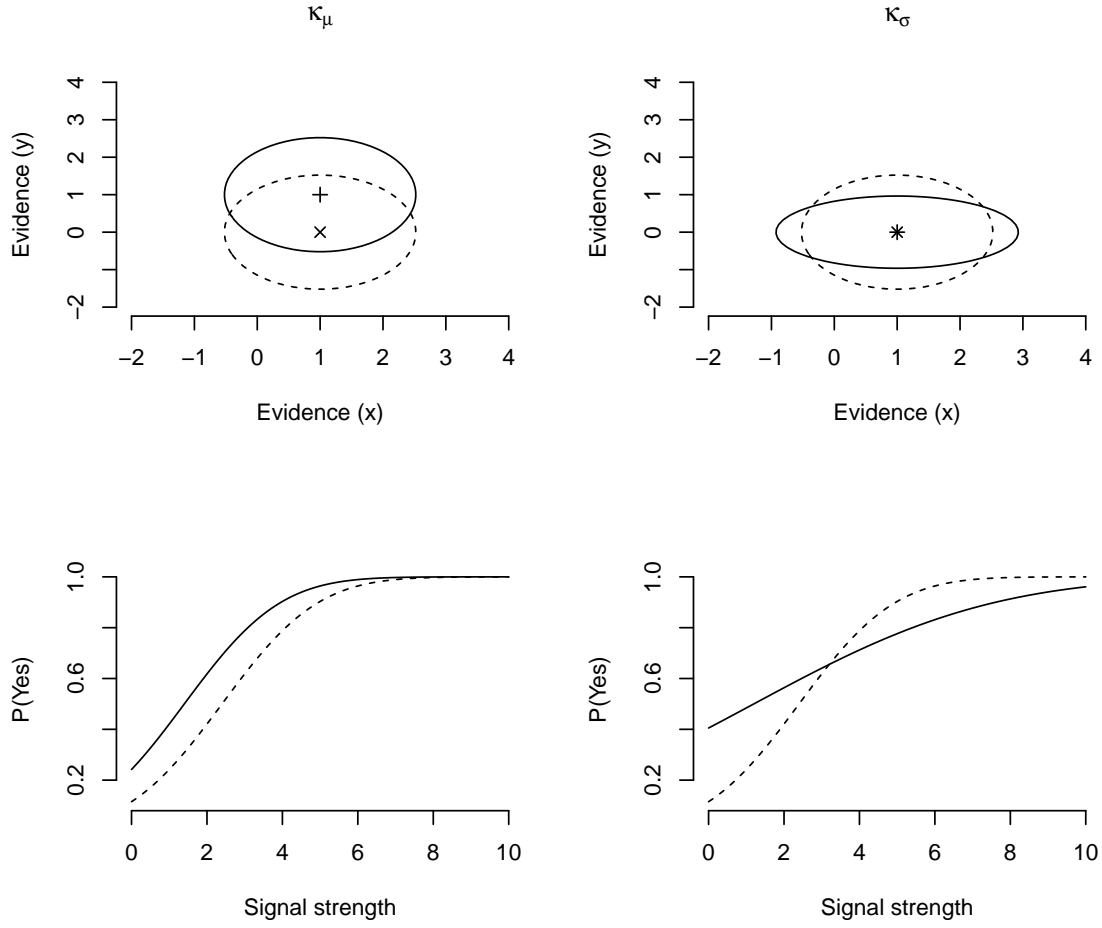 κμ
κσ
4
3
2
1
0
−2
Evidence (y)
−2 −1 0 1 2 3 4
Evidence (x)
4
3
2
1
0
−2
Evidence (y)
−2 −1 0 1 2 3 4
Evidence (x)
1.0
0.6
0.2
P(Yes)
0 2 4 6 8 10
Signal strength
1.0
0.6
0.2
P(Yes)
0 2 4 6 8 10
Signal strength